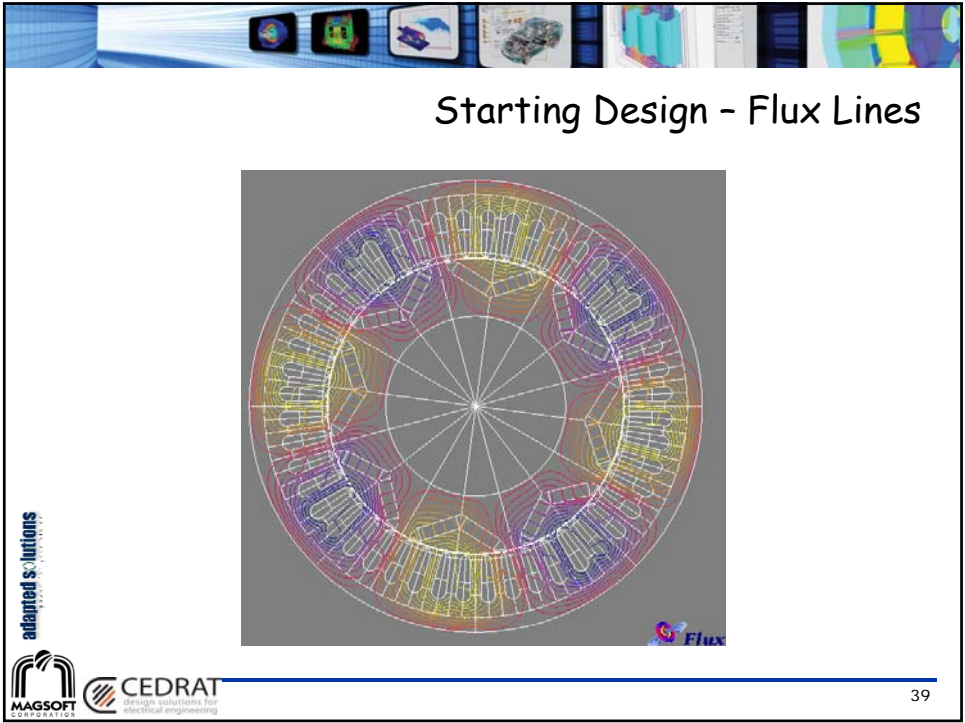 Starting Design – Flux Lines
Flux
adapted solutions
MAGSOFT
CORPORATION
CEDRAT
design solutions for
electrical engineering
39